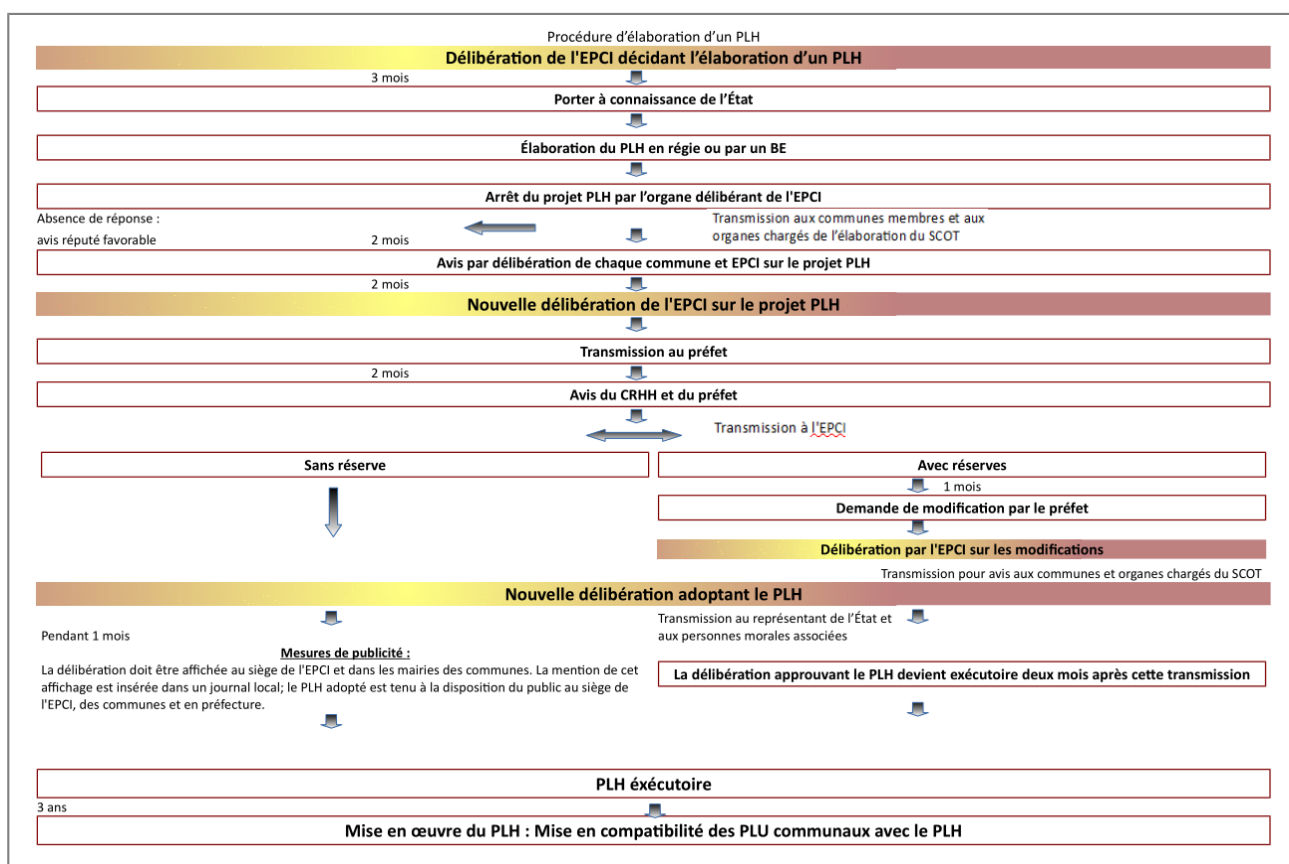 Procédure d'élaboration d'un PLH
Délibération de l'EPCI décidant l'élaboration d'un PLH
3 mois
Porter à connaissance de l'État
Élaboration du PLH en régie ou par un BE
Arrêt du projet PLH par l'organe délibérant de l'EPCI
Absence de réponse :
avis réputé favorable
2 mois
Transmission aux communes membres et aux
organes chargés de l'élaboration du SCOT
Avis par délibération de chaque commune et EPCI sur le projet PLH
2 mois
Nouvelle délibération de l'EPCI sur le projet PLH
Transmission au préfet
2 mois
Avis du CRHH et du préfet
Transmission à l'EPCI
Sans réserve
Avec réserves
1 mois
Demande de modification par le préfet
Délibération par l'EPCI sur les modifications
Transmission pour avis aux communes et organes chargés du SCOT
Nouvelle délibération adoptant le PLH
Pendant 1 mois
Mesures de publicité :
La délibération doit être affichée au siège de l'EPCI et dans les mairies des communes. La mention de cet
affichage est insérée dans un journal local; le PLH adopté est tenu à la disposition du public au siège de
l'EPCI, des communes et en préfecture.
Transmission au représentant de l'État et
aux personnes morales associées
La délibération approuvant le PLH devient exécutoire deux mois après cette transmission
PLH éxécutoire
3 ans
Mise en œuvre du PLH : Mise en compatibilité des PLU communaux avec le PLH